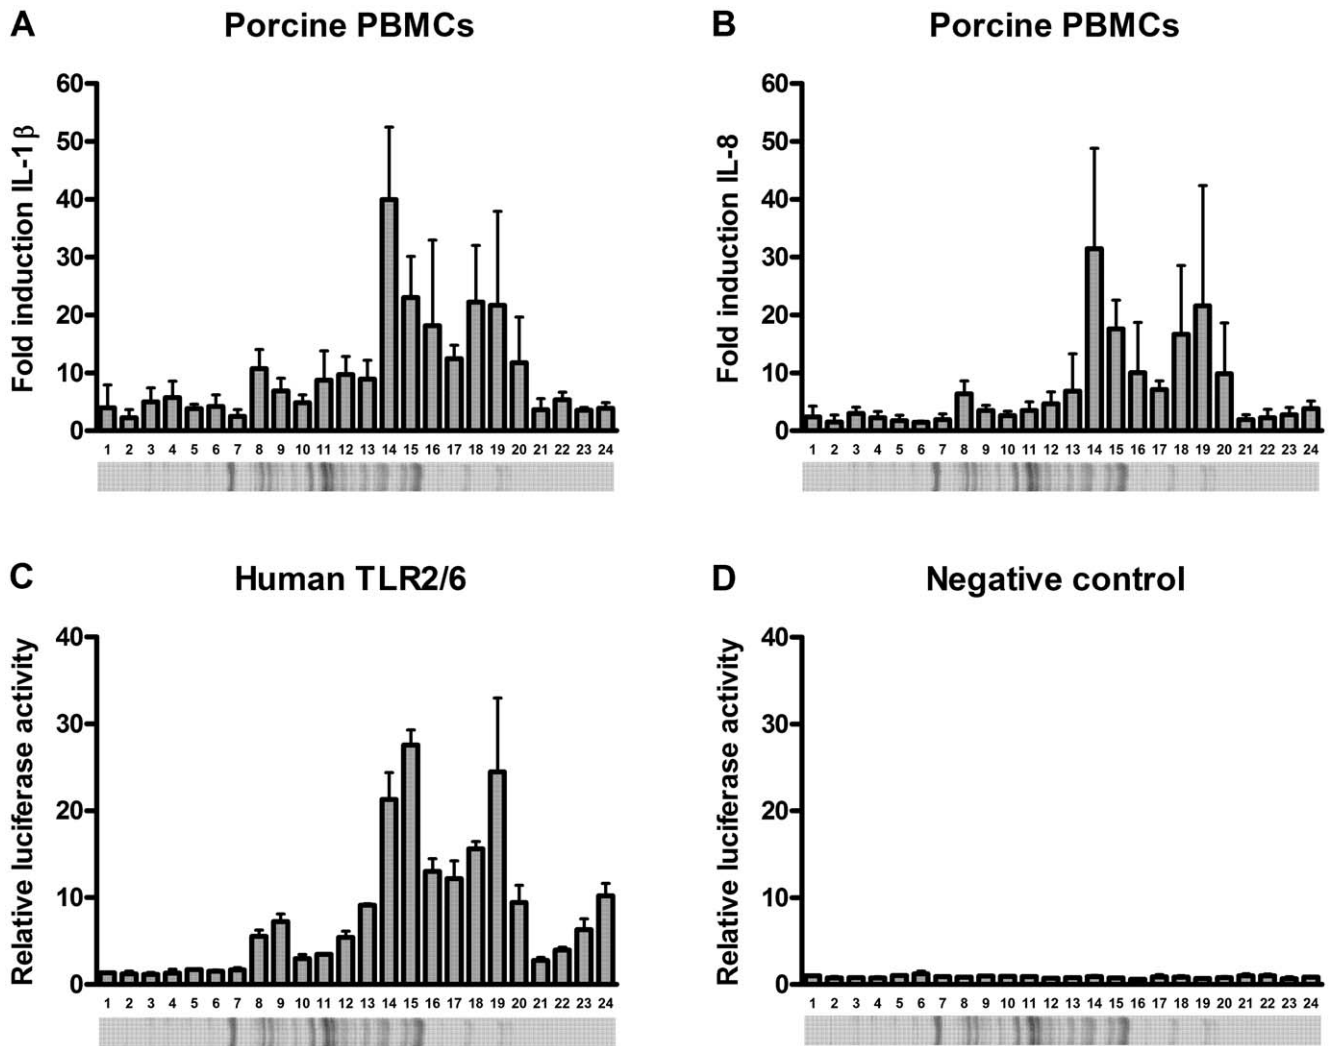 A
Porcine PBMCs
Fold induction IL-1β
60
50
40
30
20
10
0
1 2 3 4 5 6 7 8 9 10 11 12 13 14 15 16 17 18 19 20 21 22 23 24
B
Porcine PBMCs
Fold induction IL-8
60
50
40
30
20
10
0
1 2 3 4 5 6 7 8 9 10 11 12 13 14 15 16 17 18 19 20 21 22 23 24
C
Human TLR2/6
Relative luciferase activity
40
30
20
10
0
1 2 3 4 5 6 7 8 9 10 11 12 13 14 15 16 17 18 19 20 21 22 23 24
D
Negative control
Relative luciferase activity
40
30
20
10
0
1 2 3 4 5 6 7 8 9 10 11 12 13 14 15 16 17 18 19 20 21 22 23 24